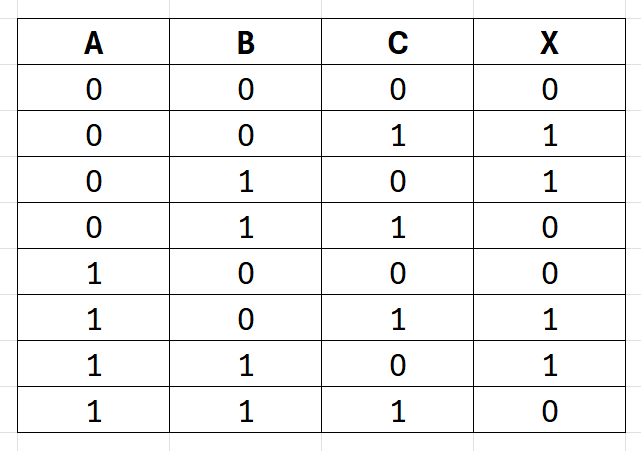 A B C X
0 0 0 0
0 0 1 1
0 1 0 1
0 1 1 0
1 0 0 0
1 0 1 1
1 1 0 1
1 1 1 0